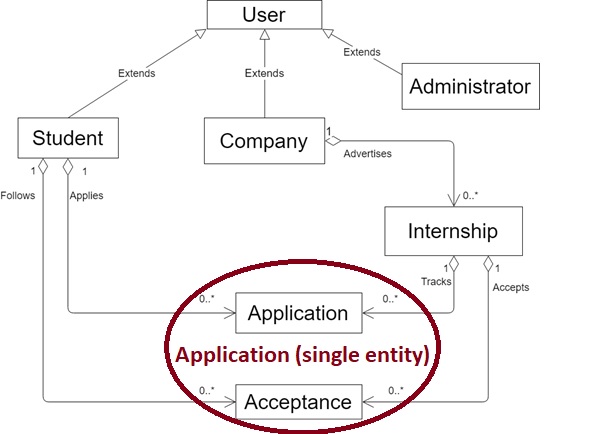 User
Extends
Extends
Extends
Administrator
Student
Company
1
Advertises
1
1
Follows
Applies
0..*
Internship
1
1
Tracks
Accepts
0..*
0..*
Application
Application (single entity)
0..*
0..*
Acceptance